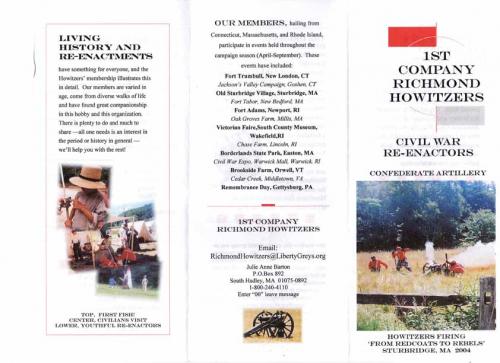 LIVING
HISTORY AND
RE-ENACTMENTS
have something for everyone, and the
Howitzers' membership illustrates this
in detail. Our members are varied in
age, come from diverse walks of life
and have found great companionship
in this hobby and this organization.
There is plenty to do and much to
share —all one needs is an interest in
the period or history in general —
we'll help you with the rest!
TOP, FIRST FISH!
CENTER, CIVILIANS VISIT
LOWER, YOUTHFUL RE-ENACTORS
OUR MEMBERS, hailing from
Connecticut, Massachusetts, and Rhode Island,
participate in events held throughout the
campaign season (April-September). These
events have included:
Fort Trumbull, New London, CT
Jackson's Valley Campaign, Goshen, CT
Old Sturbridge Village, Sturbridge, MA
Fort Tabor, New Bedford, MA
Fort Adams, Newport, RI
Oak Groves Farm, Millis, MA
Victorian Faire,South County Museum,
Wakefield,RI
Chase Farm, Lincoln, RI
Borderlands State Park, Easton, MA
Civil War Expo, Warwick Mall, Warwick, RI
Brookside Farm, Orwell, VT
Cedar Creek, Middletown, VA
Remembrance Day, Gettysburg, PA
1ST COMPANY
RICHMOND HOWITZERS
Email:
RichmondHowitzers@LibertyGreys.org
Julie Anne Barton
P.O.Box 892
South Hadley, MA 01075-0892
1-800-240-4110
Enter "00" leave message
1ST
COMPANY
RICHMOND
HOWITZERS
CIVIL WAR
RE-ENACTORS
CONFEDERATE ARTILLERY
HOWITZERS FIRING
'FROM REDCOATS TO REBELS'
STURBRIDGE, MA 2004